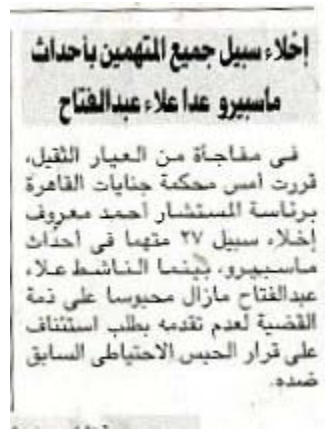 إخلاء سبيل جميع المتهمين بأحداث
ماسبيرو عدا علاء عبدالفتاح
فى مفاجأة من العيار الثقيل،
قررت أمس محكمة جنايات القاهرة
برئاسة المستشار أحمد معروف
إخلاء سبيل ٢٧ متهما فى أحداث
ماسبيرو، بينما الناشط علاء
عبدالفتاح مازال محبوسا على ذمة
القضية لعدم تقدمه بطلب استئناف
على قرار الحبس الاحتياطى السابق
ضده.